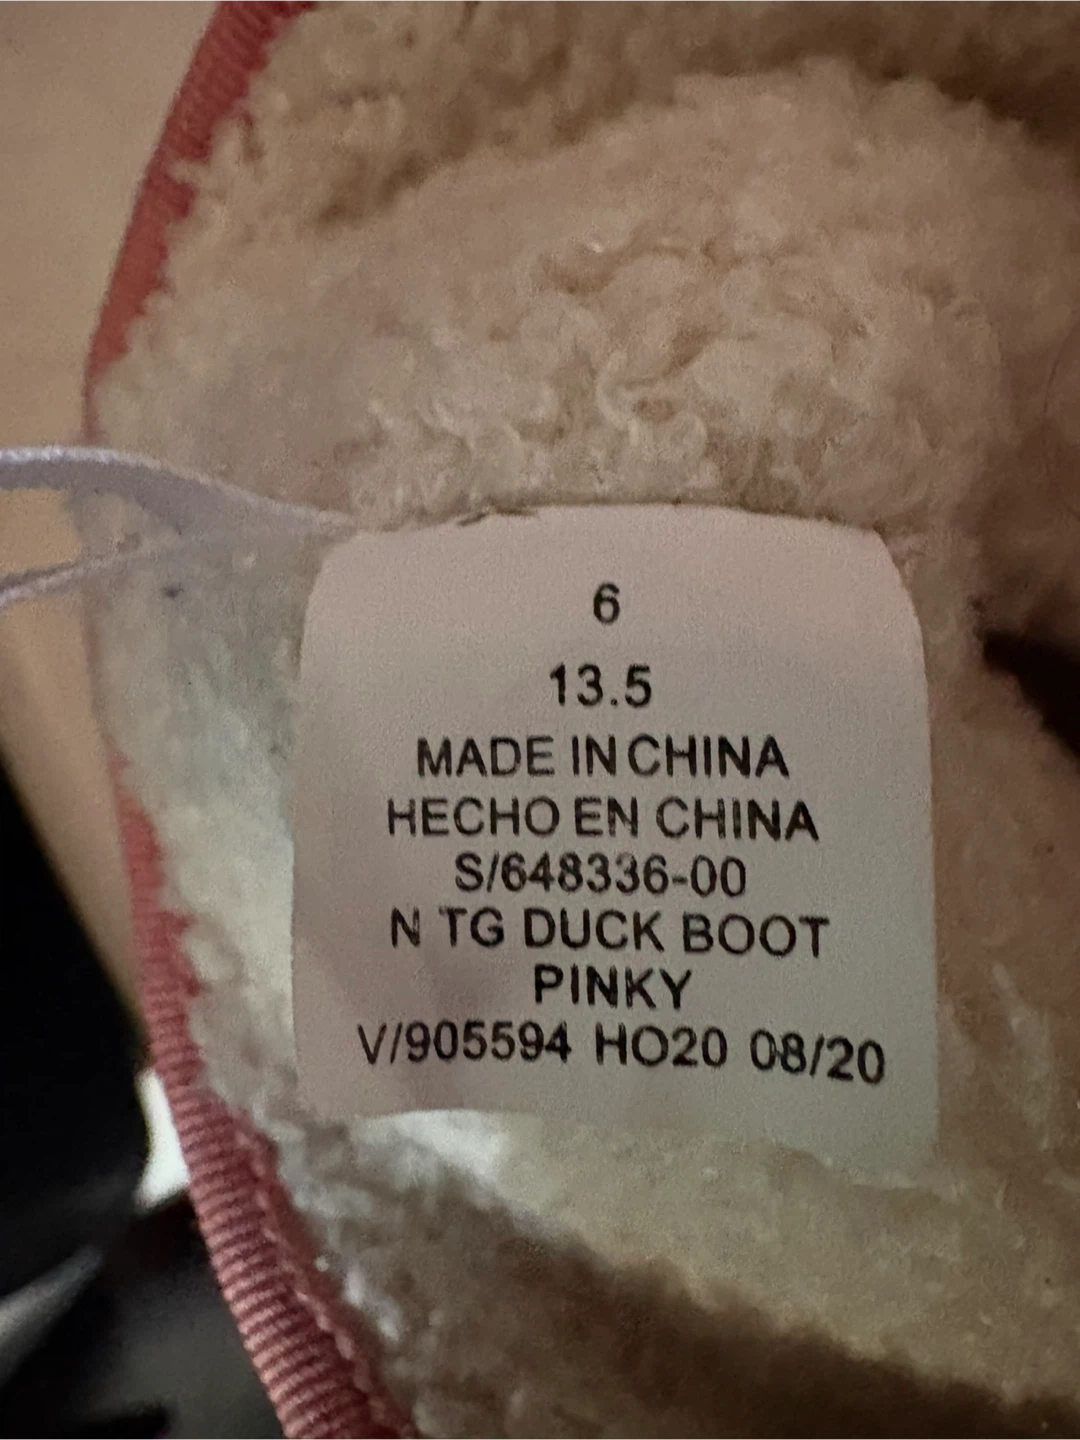 6
13.5
MADE IN CHINA
HECHO EN CHINA
S/648336-00
N TG DUCK BOOT
PINKY
V/905594 HO20 08/20